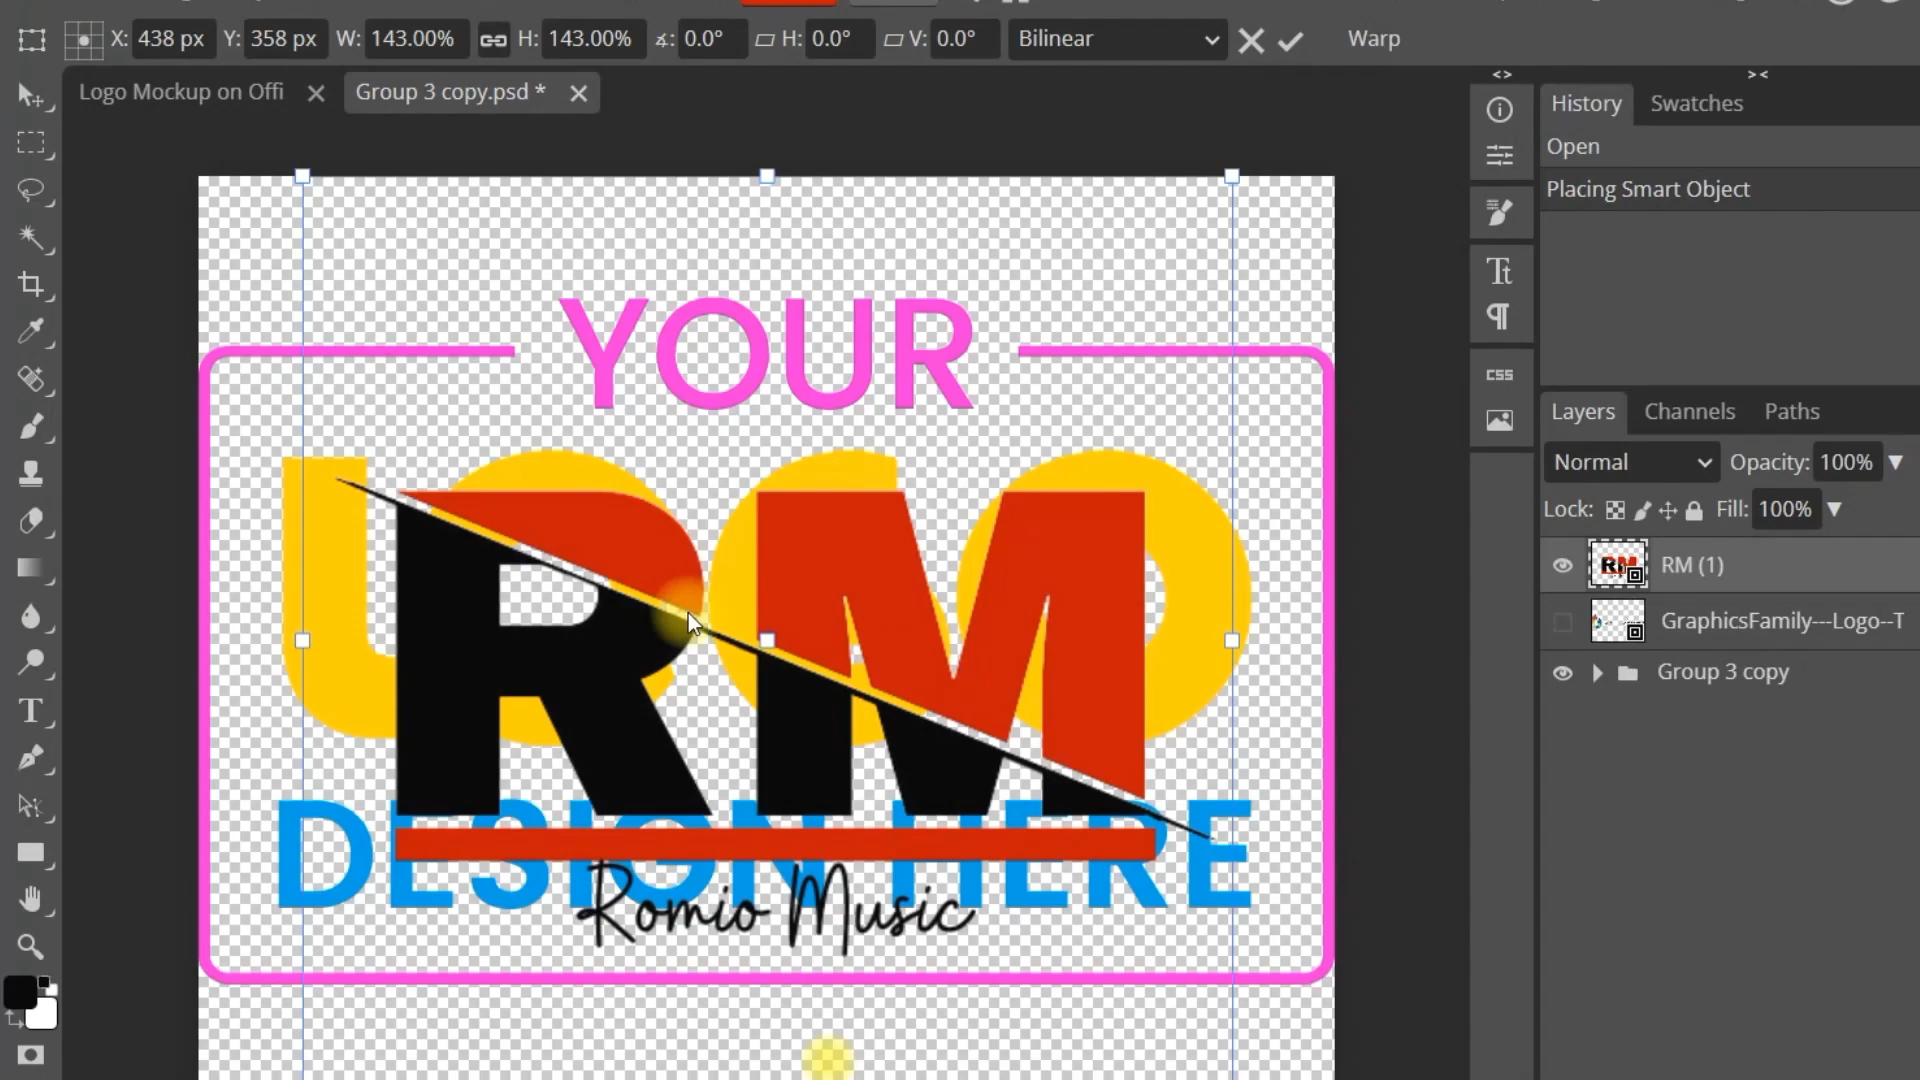 X: 438 px Y: 358 px W: 143.00% H: 143.00% 0.0° H: 0.0° V: 0.0° Bilinear Warp
Logo Mockup on Offi Group 3 copy.psd *
History Swatches
Open
Placing Smart Object
CSS
Layers Channels Paths
Normal Opacity: 100%
Lock: Fill: 100%
RM (1)
GraphicsFamily---Logo--T
Group 3 copy
YOUR
RM
DESIGN HERE
Romio Music